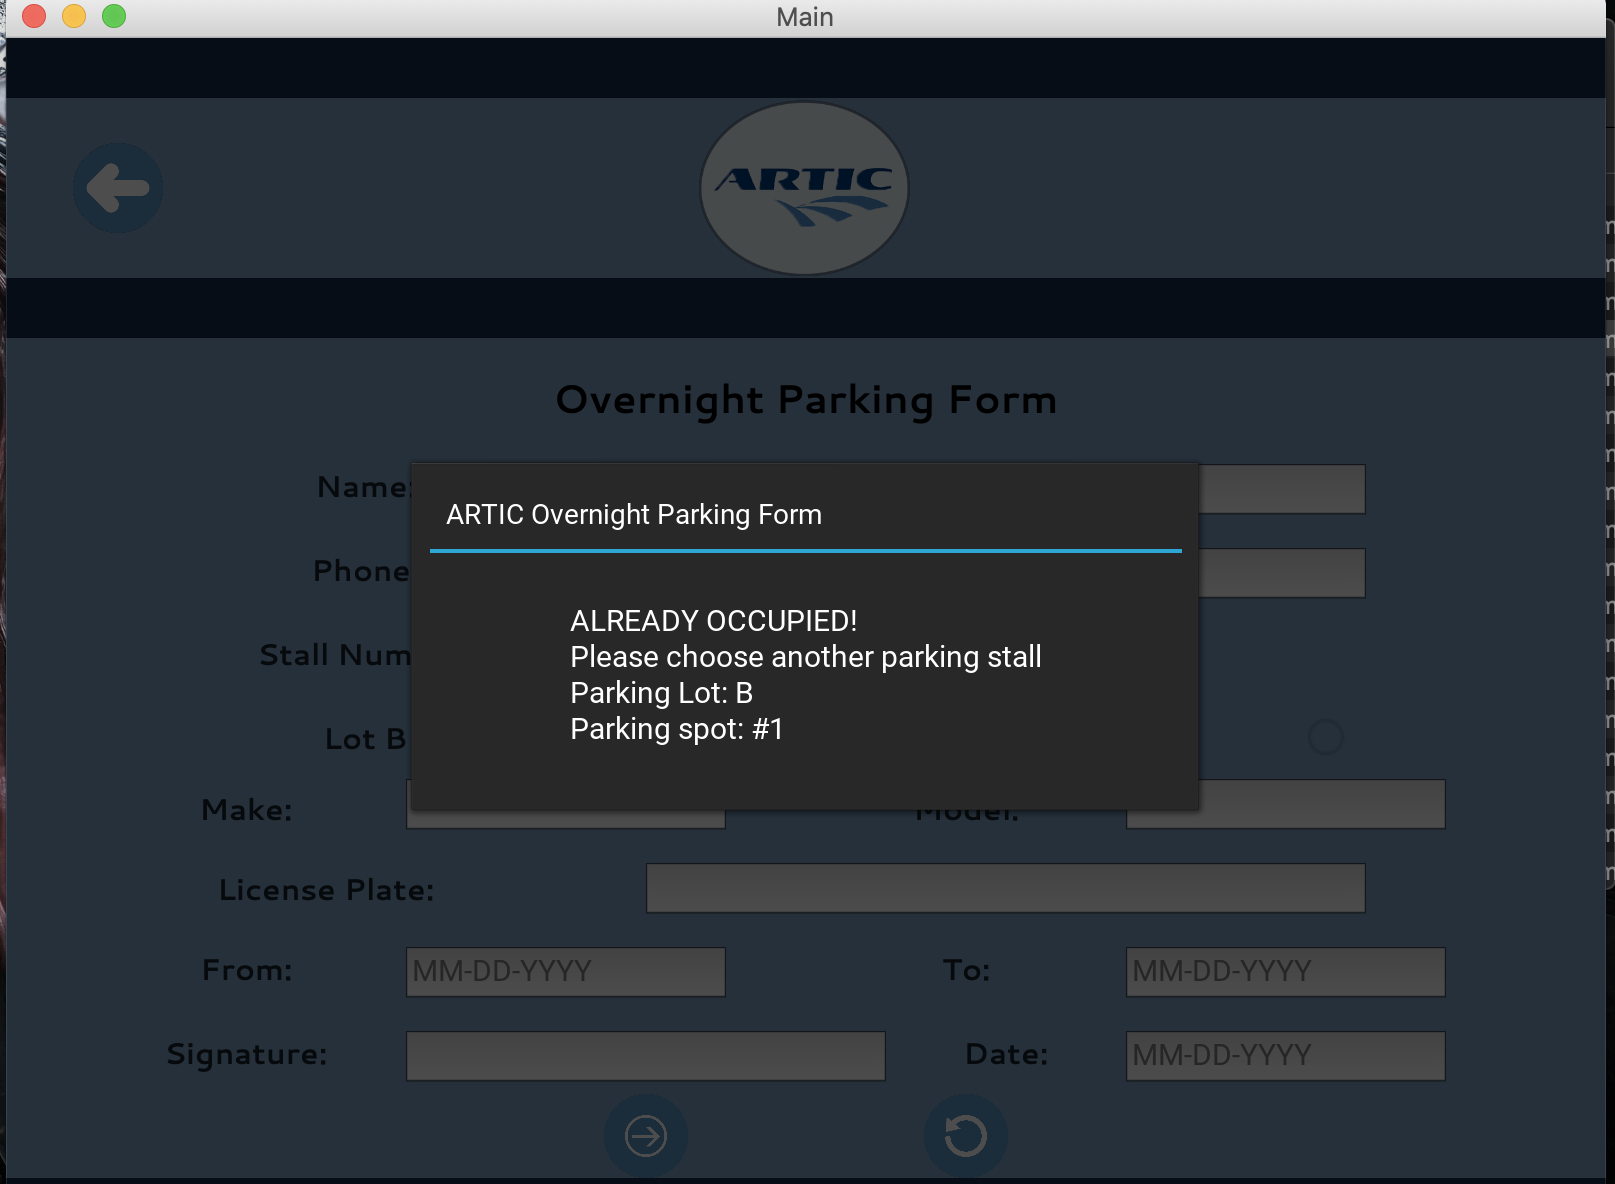 Main
ARTIC
Overnight Parking Form
Name:
ARTIC Overnight Parking Form
Phone
ALREADY OCCUPIED!
Please choose another parking stall
Stall Num
Parking Lot: B
Parking spot: #1
Lot B
Make:
Model:
License Plate:
From:
MM-DD-YYYY
To:
MM-DD-YYYY
Signature:
Date:
MM-DD-YYYY